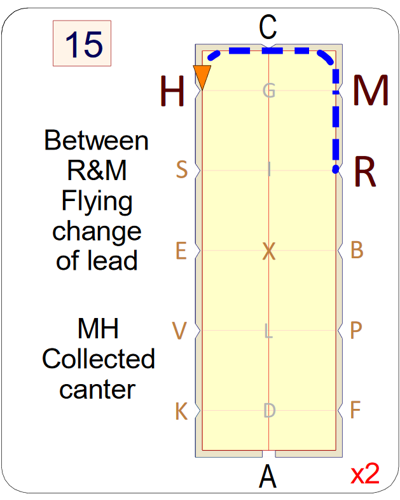 15
C
H G M
Between
R&M
Flying
change
of lead
S I R
E X B
MH
Collected
canter
V L P
K D F
A
x2